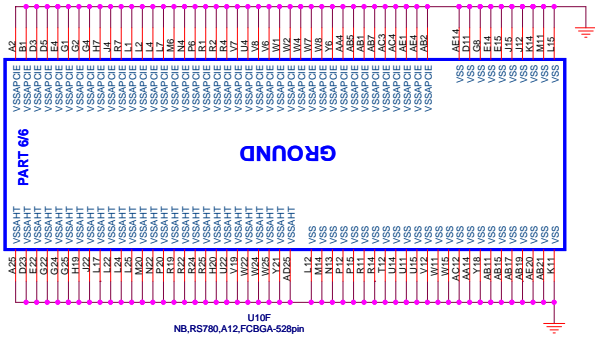 A2 B1 D3 D5 E4 G1 G2 G4 H7 J4 R7 L1 L2 L4 L7 M6 N4 P6 R1 R2 R4 V7 U4 V8 V6 W1 W2 W4 W7 W8 Y6 AA4 AB5 AB1 AB7 AC3 AC4 AE1 AE4 AB2 AE14 D11 G8 E14 E15 J15 J12 K14 M11 L15
VSSAPCIE VSSAPCIE VSSAPCIE VSSAPCIE VSSAPCIE VSSAPCIE VSSAPCIE VSSAPCIE VSSAPCIE VSSAPCIE VSSAPCIE VSSAPCIE VSSAPCIE VSSAPCIE VSSAPCIE VSSAPCIE VSSAPCIE VSSAPCIE VSSAPCIE VSSAPCIE VSSAPCIE VSSAPCIE VSSAPCIE VSSAPCIE VSSAPCIE VSSAPCIE VSSAPCIE VSSAPCIE VSSAPCIE VSSAPCIE VSSAPCIE VSSAPCIE VSSAPCIE VSSAPCIE VSSAPCIE VSSAPCIE VSSAPCIE VSSAPCIE VSSAPCIE VSSAPCIE VSS VSS VSS VSS VSS VSS VSS VSS VSS VSS
PART 6/6
GROUND
VSSAHT VSSAHT VSSAHT VSSAHT VSSAHT VSSAHT VSSAHT VSSAHT VSSAHT VSSAHT VSSAHT VSSAHT VSSAHT VSSAHT VSSAHT VSSAHT VSSAHT VSSAHT VSSAHT VSSAHT VSSAHT VSSAHT VSSAHT VSSAHT VSSAHT VSSAHT VSSAHT VSS VSS VSS VSS VSS VSS VSS VSS VSS VSS VSS VSS VSS VSS VSS VSS VSS VSS VSS VSS VSS VSS VSS VSS
A25 D23 E22 G22 G24 G25 H19 J22 L17 L22 L24 L25 M20 N22 P20 R19 R22 R24 R25 H20 U22 V19 W22 W24 W25 Y21 AD25 L12 M14 N13 P12 P15 R11 R14 T12 U14 U11 U15 V12 W11 W15 AC12 AA14 Y18 AB11 AB15 AB17 AB19 AE20 AB21 K11
U10F
NB,RS780,A12,FCBGA-528pin